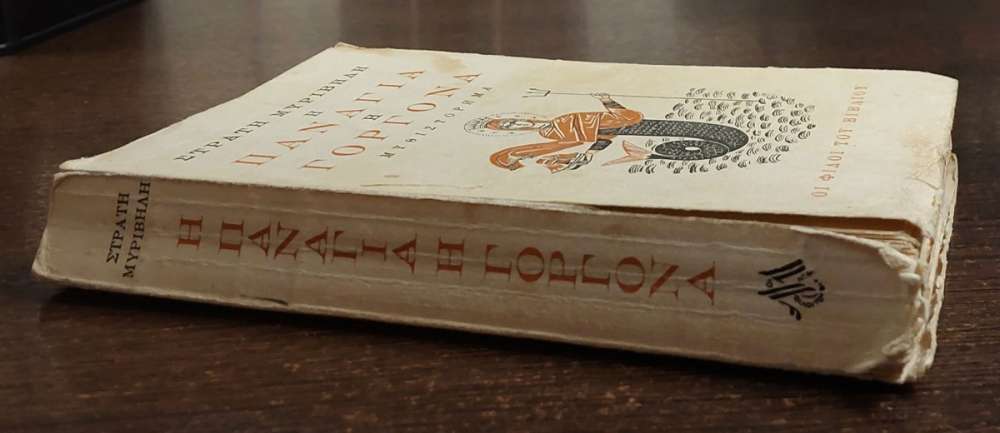 ΣΤΡΑΤΗ ΜΥΡΙΒΗΛΗ
Η
ΠΑΝΑΓΙΑ
Η
ΓΟΡΓΟΝΑ
ΜΥΘΙΣΤΟΡΗΜΑ
ΟΙ ΦΙΛΟΙ ΤΟΥ ΒΙΒΛΙΟΥ
ΣΤΡΑΤΗ
ΜΥΡΙΒΗΛΗ
Η ΠΑΝΑΓΙΑ Η ΓΟΡΓΟΝΑ